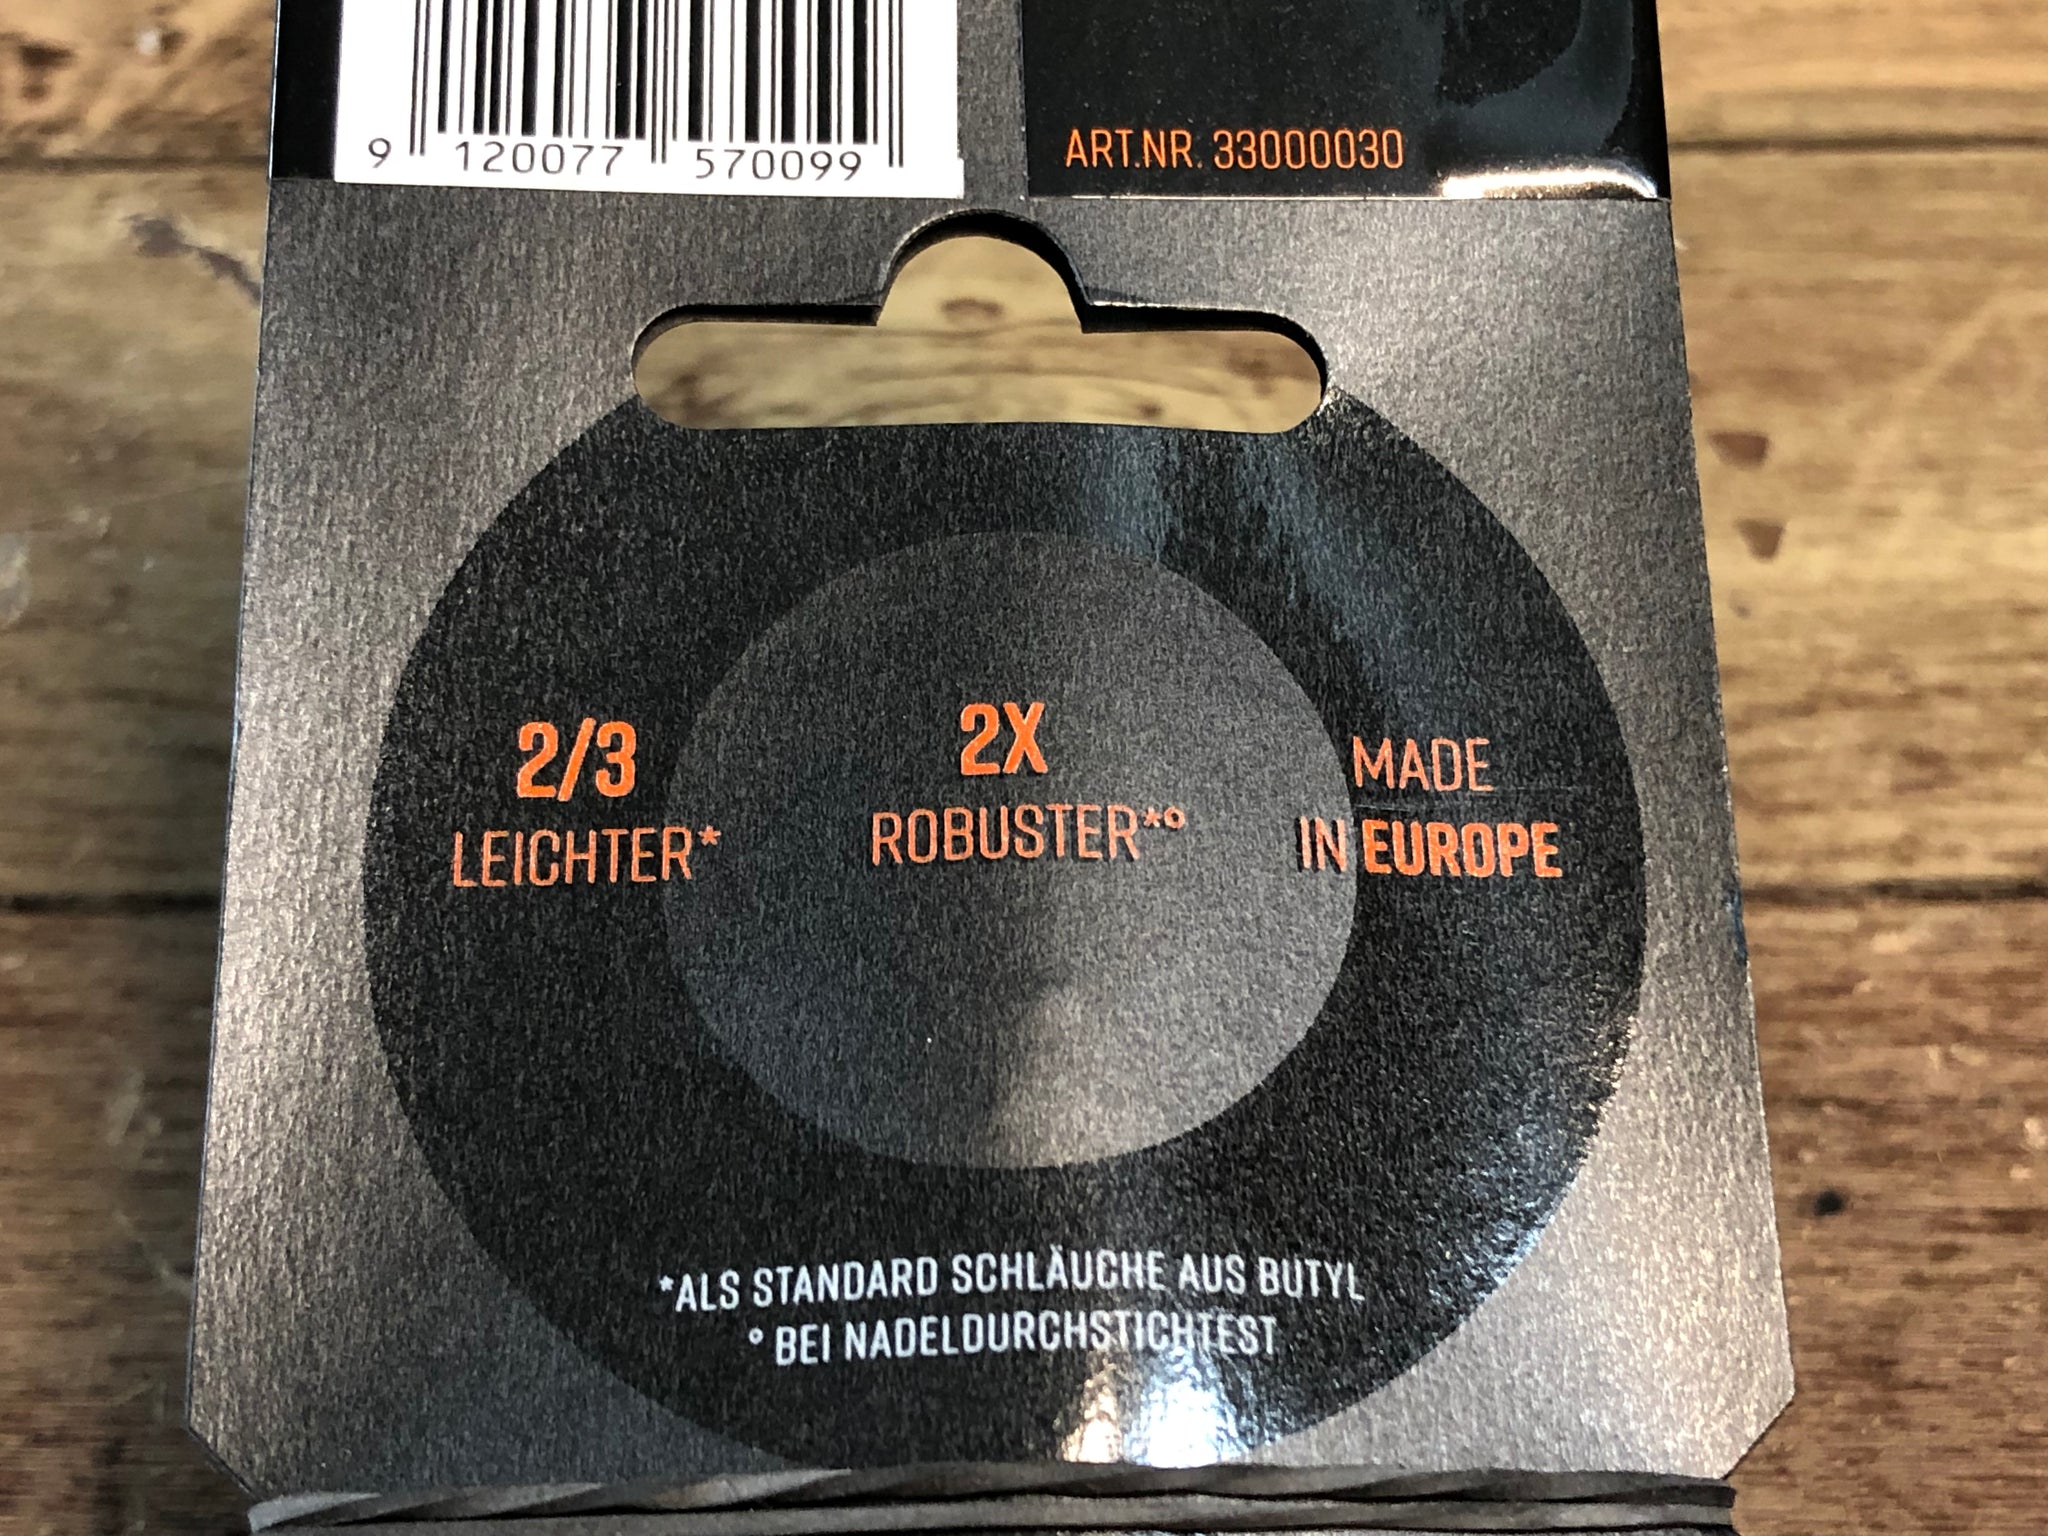 9 120077 570099
ART.NR. 33000030
2/3
LEICHTER*
2X
ROBUSTER*°
MADE
IN EUROPE
*ALS STANDARD SCHLÄUCHE AUS BUTYL
° BEI NADELDURCHSTICHTEST